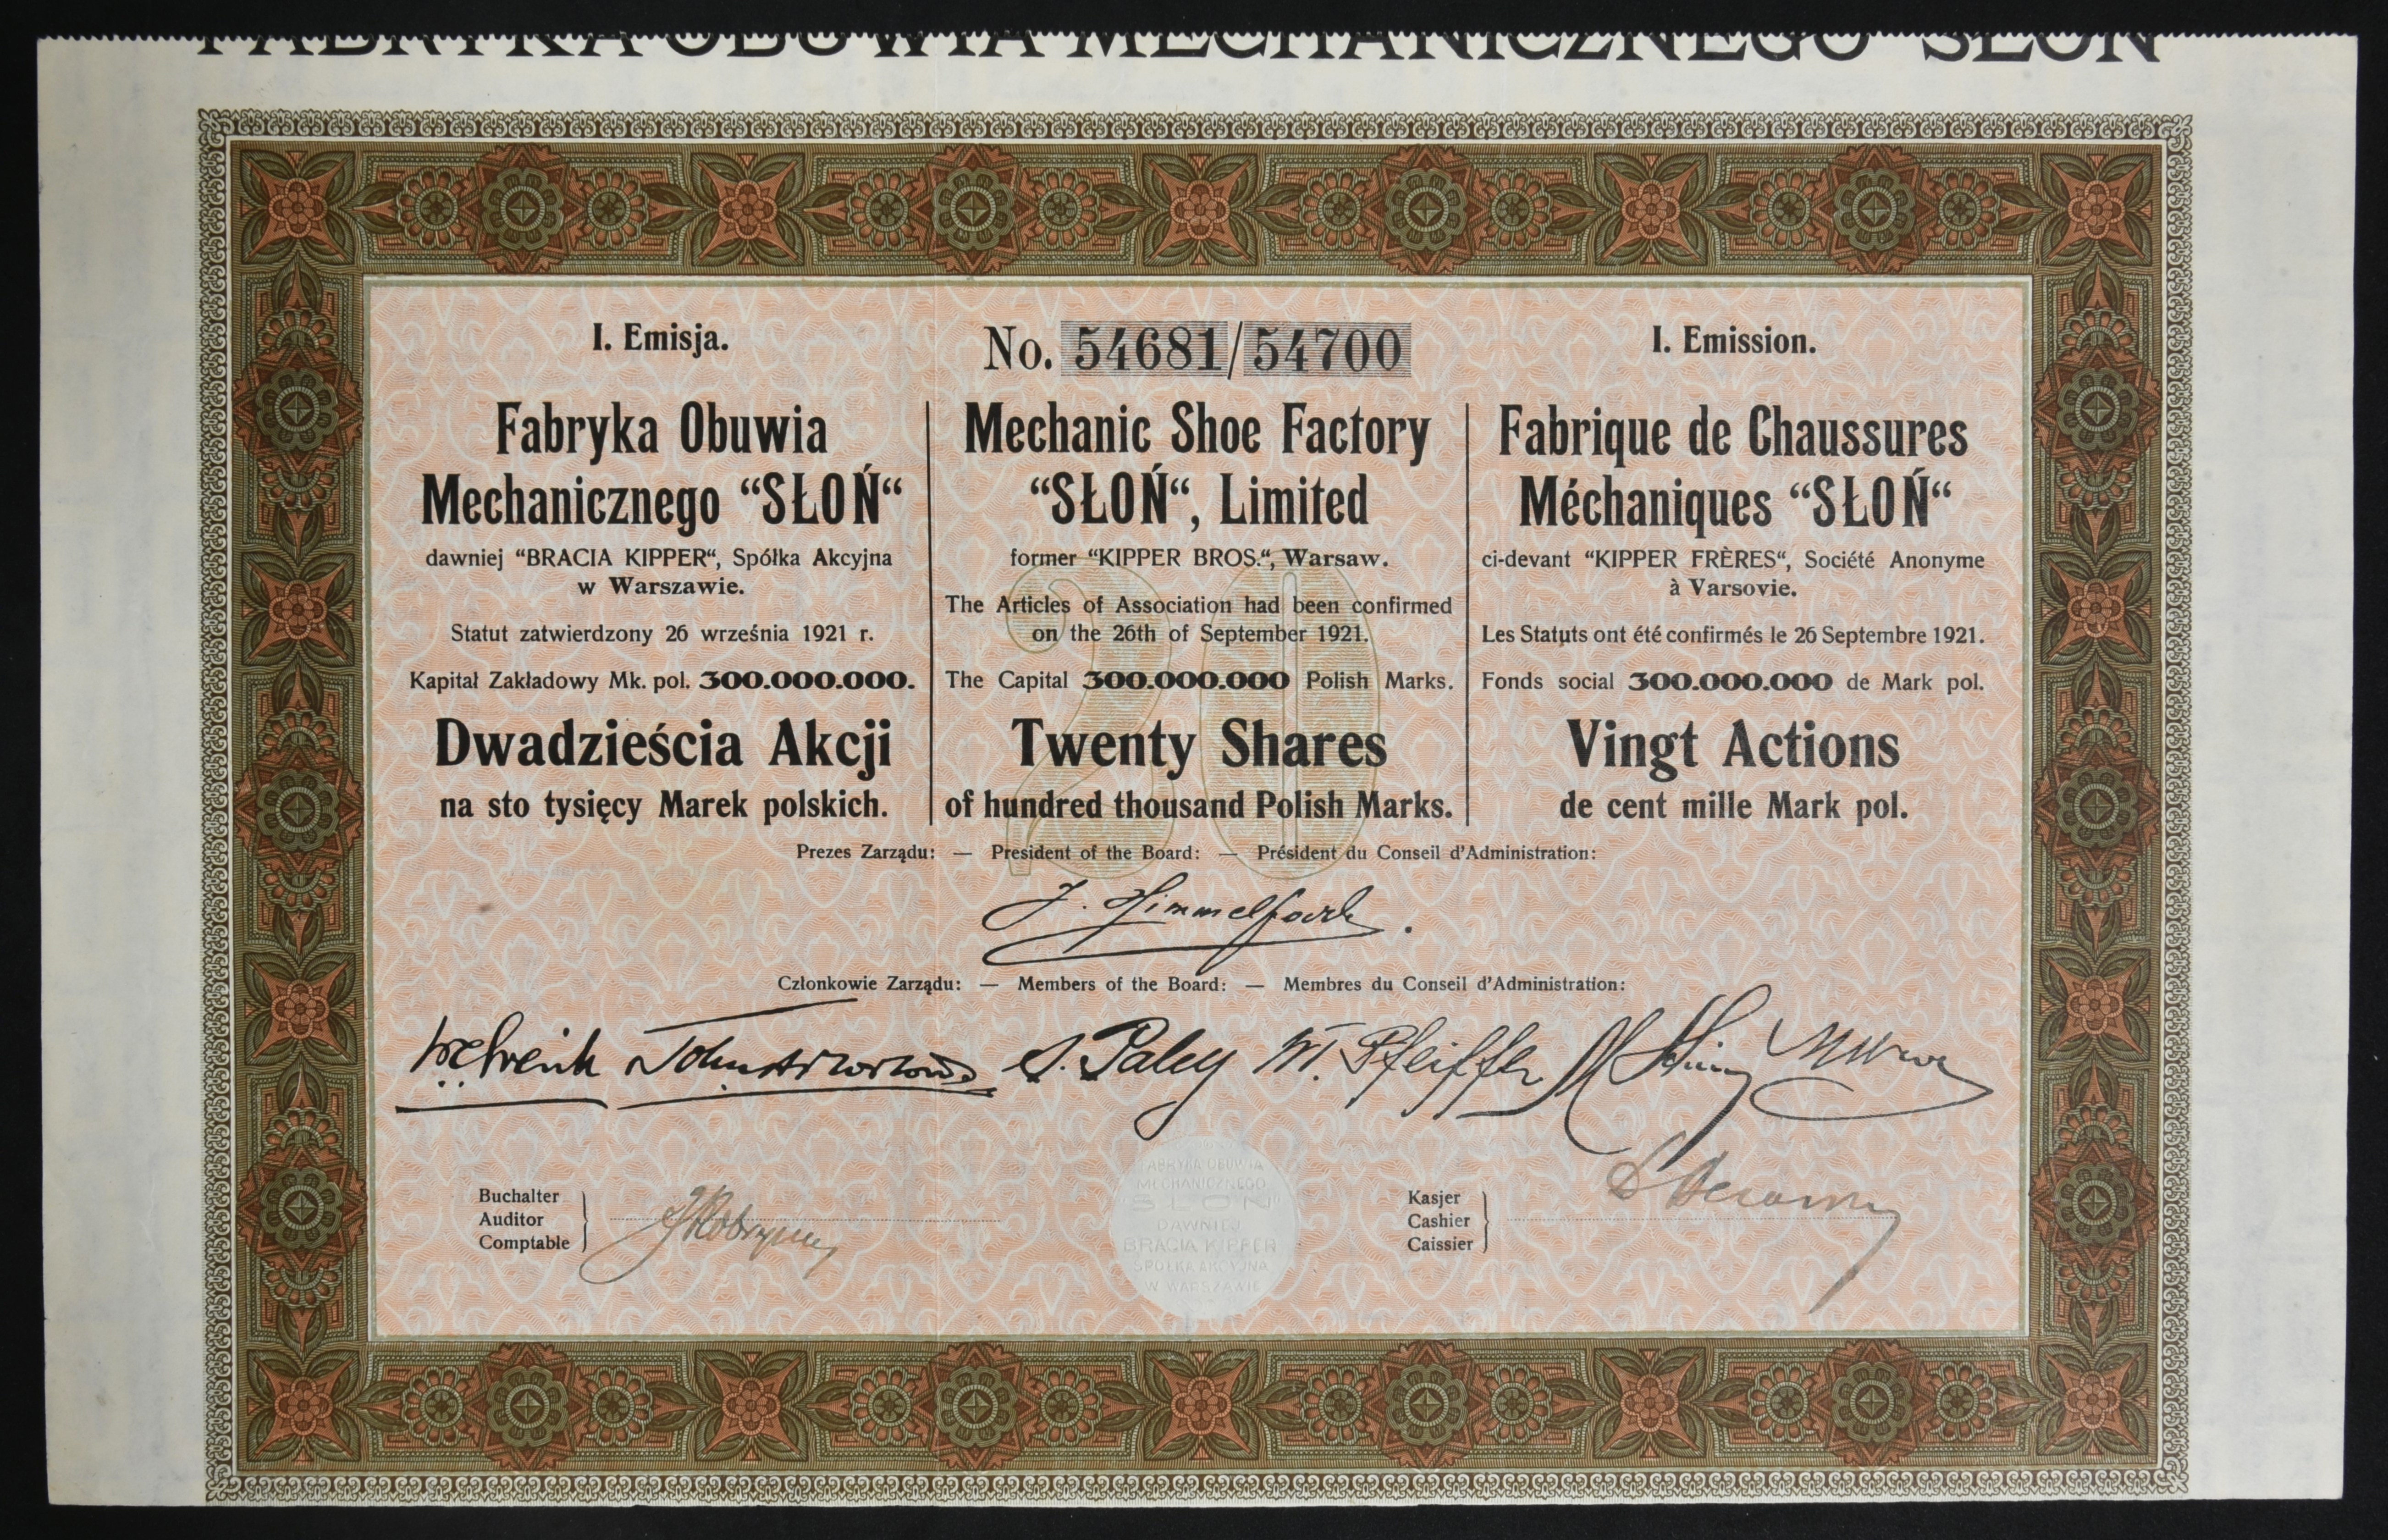 FABRYKA OBUWIA MECHANICZNEGO "SŁOŃ"
I. Emisja.
No. 54681/54700
I. Emission.
Fabryka Obuwia
Mechanicznego “SŁOŃ“
dawniej “BRACIA KIPPER“, Spółka Akcyjna
w Warszawie.
Statut zatwierdzony 26 września 1921 r.
Kapitał Zakładowy Mk. pol. 300.000.000.
Dwadzieścia Akcji
na sto tysięcy Marek polskich.
Mechanic Shoe Factory
“SŁOŃ“, Limited
former “KIPPER BROS.“, Warsaw.
The Articles of Association had been confirmed
on the 26th of September 1921.
The Capital 300.000.000 Polish Marks.
Twenty Shares
of hundred thousand Polish Marks.
20
Fabrique de Chaussures
Méchaniques “SŁOŃ“
ci-devant “KIPPER FRÈRES“, Société Anonyme
à Varsovie.
Les Statuts ont été confirmés le 26 Septembre 1921.
Fonds social 300.000.000 de Mark pol.
Vingt Actions
de cent mille Mark pol.
Prezes Zarządu: — President of the Board: — Président du Conseil d'Administration:
Członkowie Zarządu: — Members of the Board: — Membres du Conseil d'Administration:
S. Paley M. Pfeiffer
Buchalter
Auditor
Comptable
FABRYKA OBUWIA
MECHANICZNEGO
SŁOŃ
DAWNIEJ
BRACIA KIPPER
SPÓŁKA AKCYJNA
W WARSZAWIE
Kasjer
Cashier
Caissier